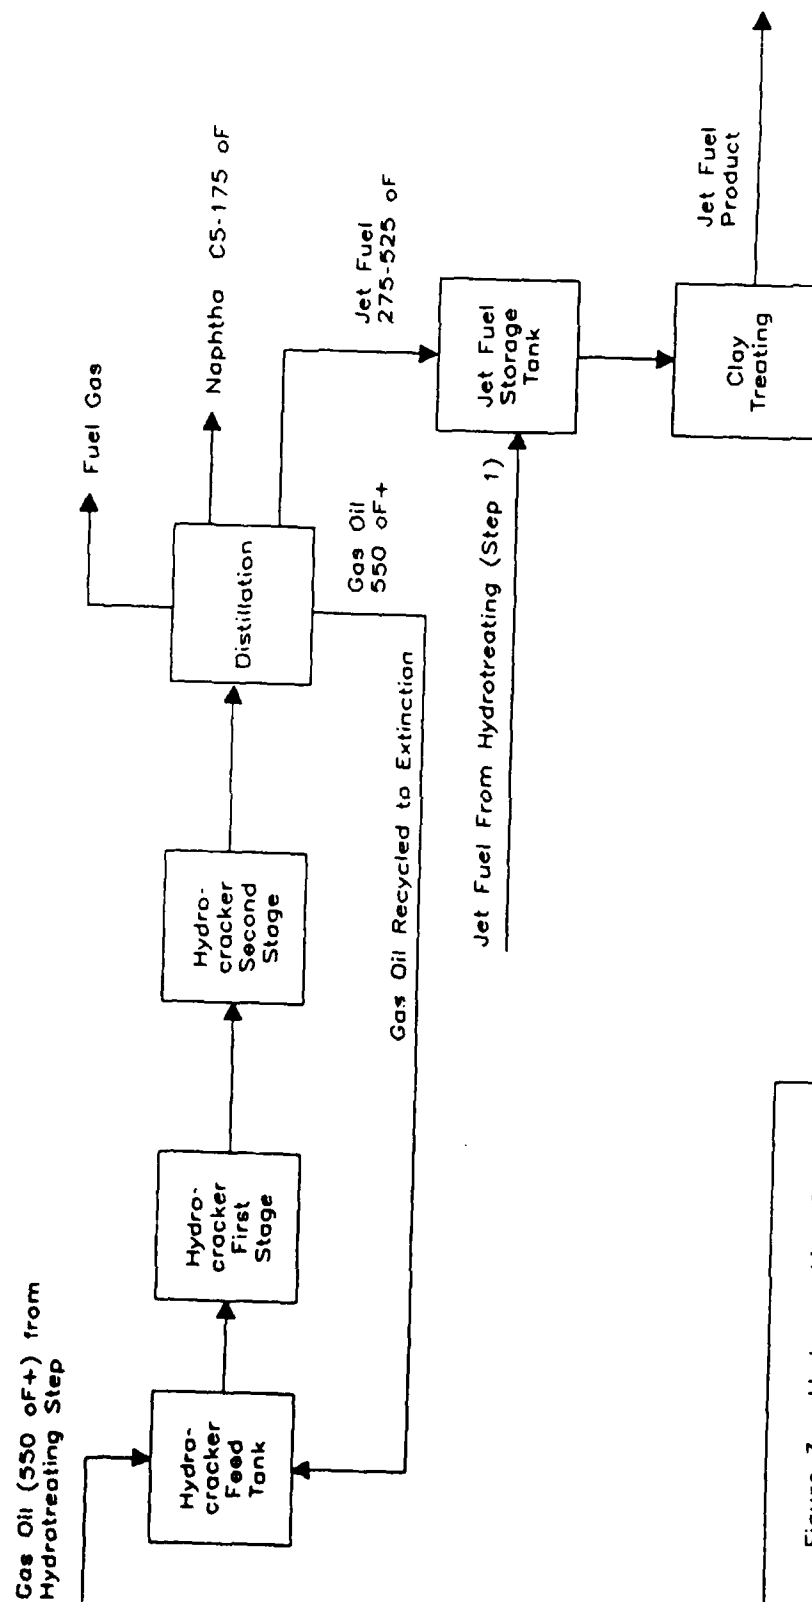 Gas Oil (550 oF+) from
Hydrotreating Step
Hydro-
cracker
Feed
Tank
Hydro-
cracker
First
Stage
Hydro-
cracker
Second
Stage
Distillation
Fuel Gas
Naphtha C5-175 oF
Jet Fuel
275-525 oF
Gas Oil
550 oF+
Gas Oil Recycled to Extinction
Jet Fuel From Hydrotreating (Step 1)
Jet Fuel
Storage
Tank
Clay
Treating
Jet Fuel
Product